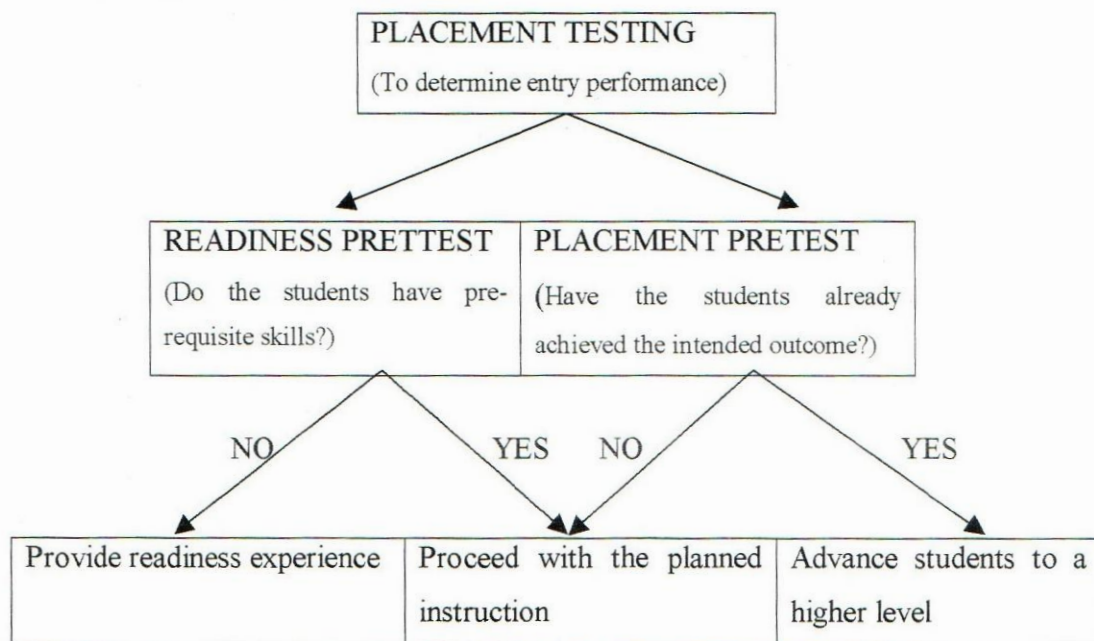 PLACEMENT TESTING
(To determine entry performance)
READINESS PRETTEST
(Do the students have pre-
requisite skills?)
PLACEMENT PRETEST
(Have the students already
achieved the intended outcome?)
NO
YES
NO
YES
Provide readiness experience
Proceed with the planned
instruction
Advance students to a
higher level